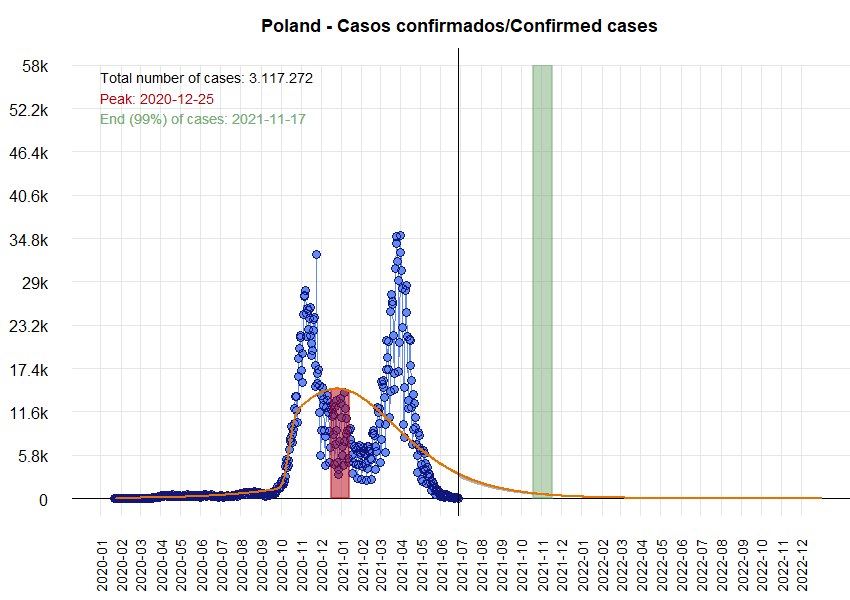 Poland - Casos confirmados/Confirmed cases
58k
Total number of cases: 3.117.272
Peak: 2020-12-25
End (99%) of cases: 2021-11-17
52.2k
46.4k
40.6k
34.8k
29k
23.2k
17.4k
11.6k
5.8k
0
2020-01
2020-02
2020-03
2020-04
2020-05
2020-06
2020-07
2020-08
2020-09
2020-10
2020-11
2020-12
2021-01
2021-02
2021-03
2021-04
2021-05
2021-06
2021-07
2021-08
2021-09
2021-10
2021-11
2021-12
2022-01
2022-02
2022-03
2022-04
2022-05
2022-06
2022-07
2022-08
2022-09
2022-10
2022-11
2022-12